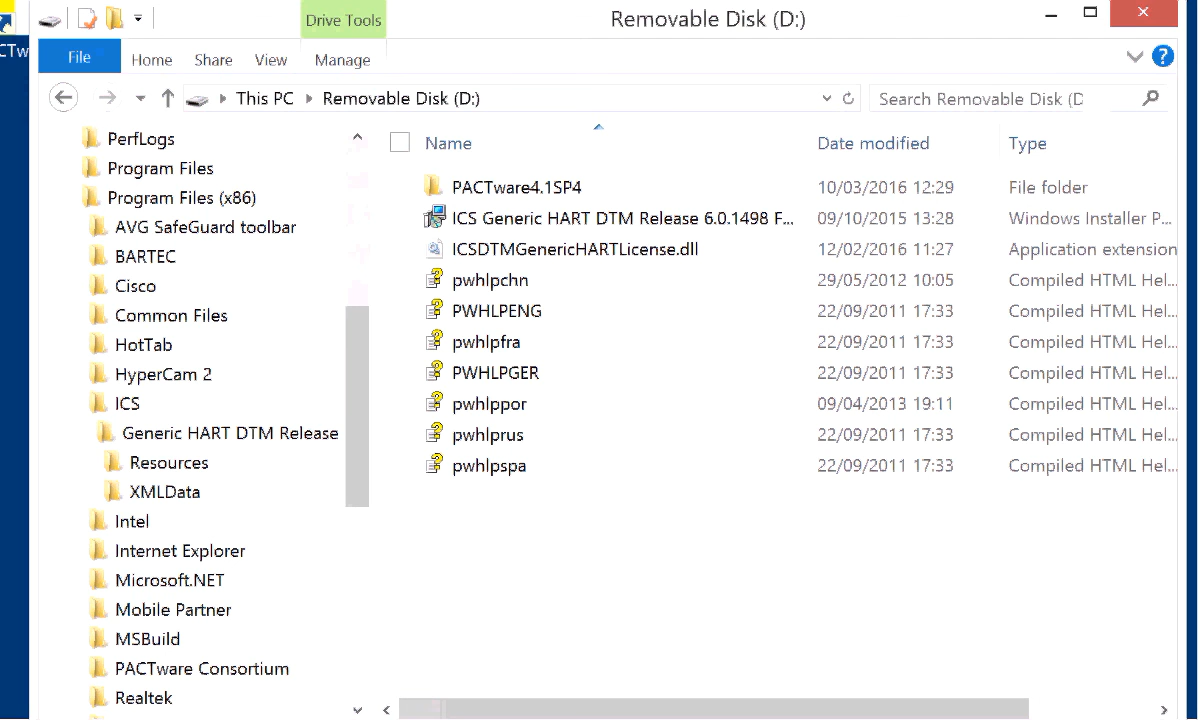 Drive Tools
Removable Disk (D:)
CTw
File Home Share View Manage
This PC Removable Disk (D:)
Search Removable Disk (D
PerfLogs
Program Files
Program Files (x86)
AVG SafeGuard toolbar
BARTEC
Cisco
Common Files
HotTab
HyperCam 2
ICS
Generic HART DTM Release
Resources
XMLData
Intel
Internet Explorer
Microsoft.NET
Mobile Partner
MSBuild
PACTware Consortium
Realtek
Name Date modified Type
PACTware4.1SP4 10/03/2016 12:29 File folder
ICS Generic HART DTM Release 6.0.1498 F... 09/10/2015 13:28 Windows Installer P...
ICSDTMGenericHARTLicense.dll 12/02/2016 11:27 Application extension
pwhlpchn 29/05/2012 10:05 Compiled HTML Hel...
PWHLPENG 22/09/2011 17:33 Compiled HTML Hel...
pwhlpfra 22/09/2011 17:33 Compiled HTML Hel...
PWHLPGER 22/09/2011 17:33 Compiled HTML Hel...
pwhlppor 09/04/2013 19:11 Compiled HTML Hel...
pwhlprus 22/09/2011 17:33 Compiled HTML Hel...
pwhlpspa 22/09/2011 17:33 Compiled HTML Hel...